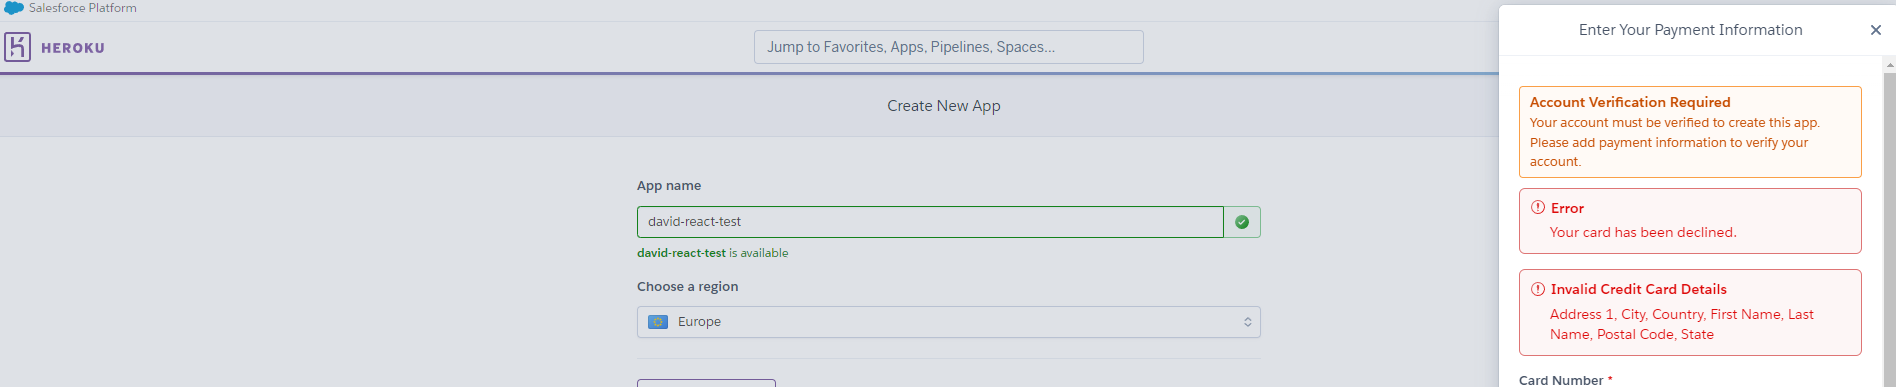 Salesforce Platform
HEROKU
Jump to Favorites, Apps, Pipelines, Spaces...
Create New App
App name
david-react-test
david-react-test is available
Choose a region
Europe
Enter Your Payment Information
Account Verification Required
Your account must be verified to create this app.
Please add payment information to verify your
account.
Error
Your card has been declined.
Invalid Credit Card Details
Address 1, City, Country, First Name, Last
Name, Postal Code, State
Card Number *